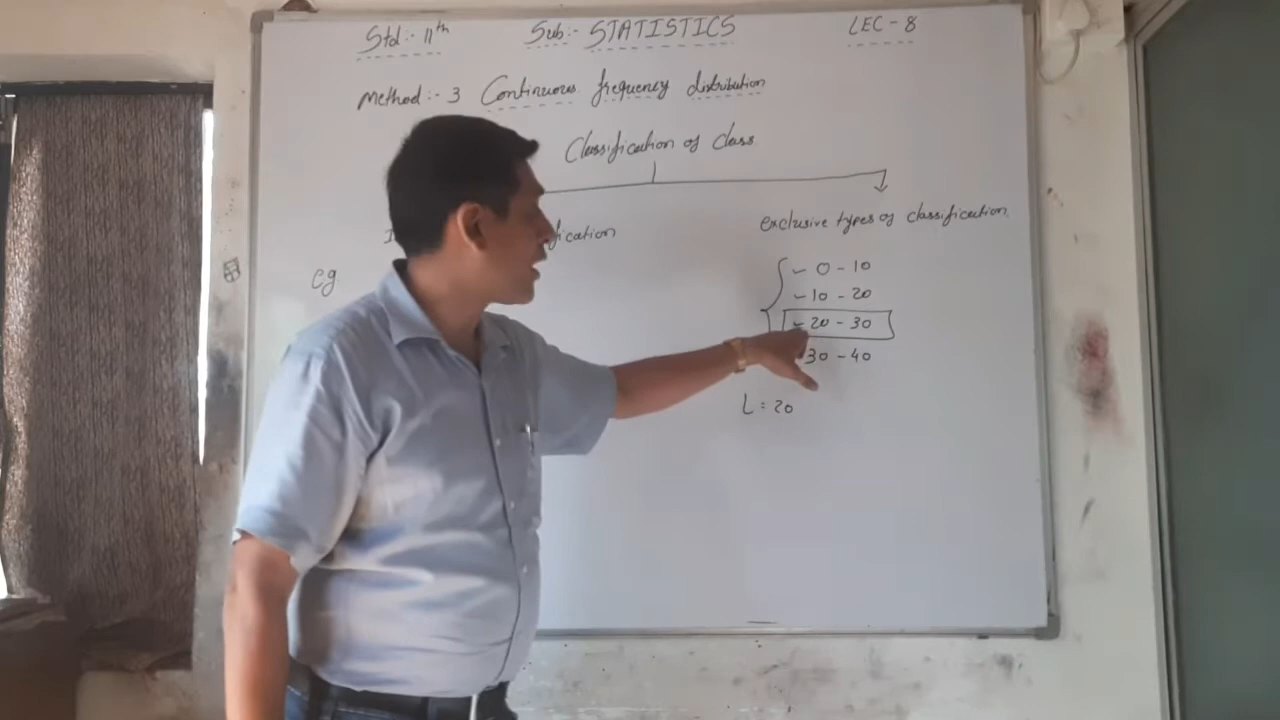 Std:- 11th Sub:- STATISTICS LEC-8
Method:- 3 Continuous frequency distribution
Classification of class
exclusive types of classification
eg
0 - 10
10 - 20
20 - 30
30 - 40
L = 20